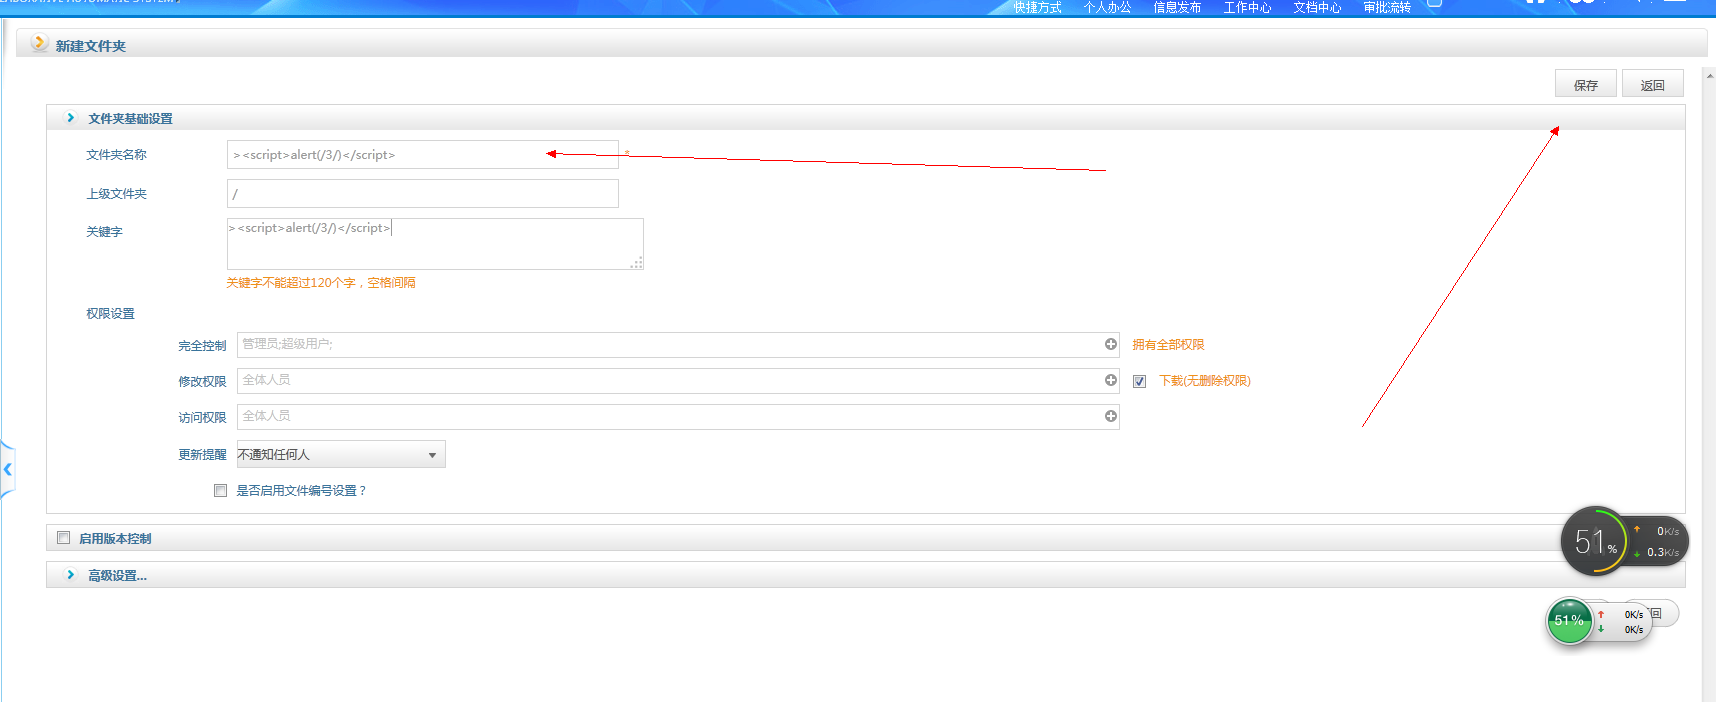 快捷方式 个人办公 信息发布 工作中心 文档中心 审批流转
新建文件夹
保存 返回
文件夹基础设置
文件夹名称 ><script>alert(/3/)</script> *
上级文件夹 /
关键字 ><script>alert(/3/)</script>
关键字不能超过120个字，空格间隔
权限设置
完全控制 管理员;超级用户; 拥有全部权限
修改权限 全体人员 下载(无删除权限)
访问权限 全体人员
更新提醒 不通知任何人
是否启用文件编号设置？
启用版本控制
51% 0K/s
0.3K/s
高级设置...
51% 0K/s 回
0K/s